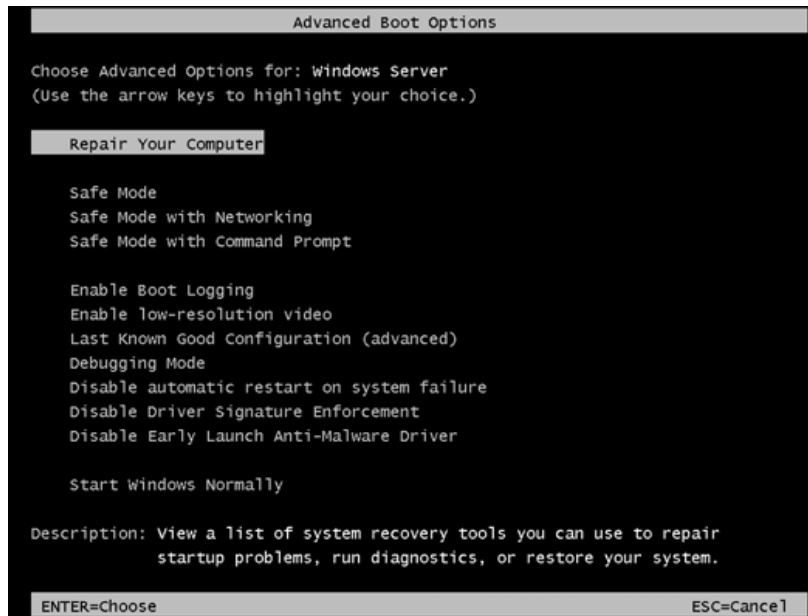 Advanced Boot Options
Choose Advanced Options for: Windows Server
(Use the arrow keys to highlight your choice.)
Repair Your Computer
Safe Mode
Safe Mode with Networking
Safe Mode with Command Prompt
Enable Boot Logging
Enable low-resolution video
Last Known Good Configuration (advanced)
Debugging Mode
Disable automatic restart on system failure
Disable Driver Signature Enforcement
Disable Early Launch Anti-Malware Driver
Start Windows Normally
Description: View a list of system recovery tools you can use to repair
startup problems, run diagnostics, or restore your system.
ENTER=Choose ESC=Cancel